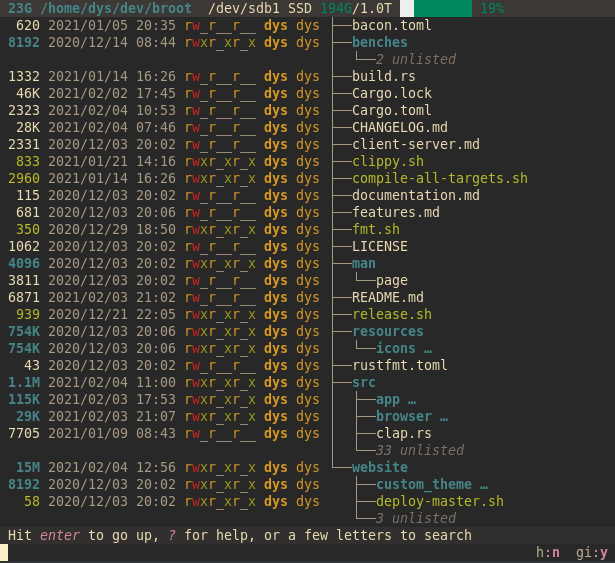 23G /home/dys/dev/broot /dev/sdb1 SSD 194G/1.0T 19%
620 2021/01/05 20:35 rw_r__r__ dys dys ├──bacon.toml
8192 2020/12/14 08:44 rwxr_xr_x dys dys ├──benches
│  └──2 unlisted
1332 2021/01/14 16:26 rw_r__r__ dys dys ├──build.rs
46K 2021/02/02 17:45 rw_r__r__ dys dys ├──Cargo.lock
2323 2021/02/04 10:53 rw_r__r__ dys dys ├──Cargo.toml
28K 2021/02/04 07:46 rw_r__r__ dys dys ├──CHANGELOG.md
2331 2020/12/03 20:02 rw_r__r__ dys dys ├──client-server.md
833 2021/01/21 14:16 rwxr_xr_x dys dys ├──clippy.sh
2960 2021/01/14 16:26 rwxr_xr_x dys dys ├──compile-all-targets.sh
115 2020/12/03 20:02 rw_r__r__ dys dys ├──documentation.md
681 2020/12/03 20:06 rw_r__r__ dys dys ├──features.md
350 2020/12/29 18:50 rwxr_xr_x dys dys ├──fmt.sh
1062 2020/12/03 20:02 rw_r__r__ dys dys ├──LICENSE
4096 2020/12/03 20:02 rwxr_xr_x dys dys ├──man
3811 2020/12/03 20:02 rw_r__r__ dys dys │  └──page
6871 2021/02/03 21:02 rw_r__r__ dys dys ├──README.md
939 2020/12/21 22:05 rwxr_xr_x dys dys ├──release.sh
754K 2020/12/03 20:06 rwxr_xr_x dys dys ├──resources
754K 2020/12/03 20:06 rwxr_xr_x dys dys │  └──icons …
43 2020/12/03 20:02 rw_r__r__ dys dys ├──rustfmt.toml
1.1M 2021/02/04 11:00 rwxr_xr_x dys dys ├──src
115K 2021/02/03 17:53 rwxr_xr_x dys dys │  ├──app …
29K 2021/02/03 21:07 rwxr_xr_x dys dys │  ├──browser …
7705 2021/01/09 08:43 rw_r__r__ dys dys │  ├──clap.rs
│  └──33 unlisted
15M 2021/02/04 12:56 rwxr_xr_x dys dys └──website
8192 2020/12/03 20:02 rwxr_xr_x dys dys    ├──custom_theme …
58 2020/12/03 20:02 rwxr_xr_x dys dys    ├──deploy-master.sh
   └──3 unlisted
Hit enter to go up, ? for help, or a few letters to search
h:n gi:y